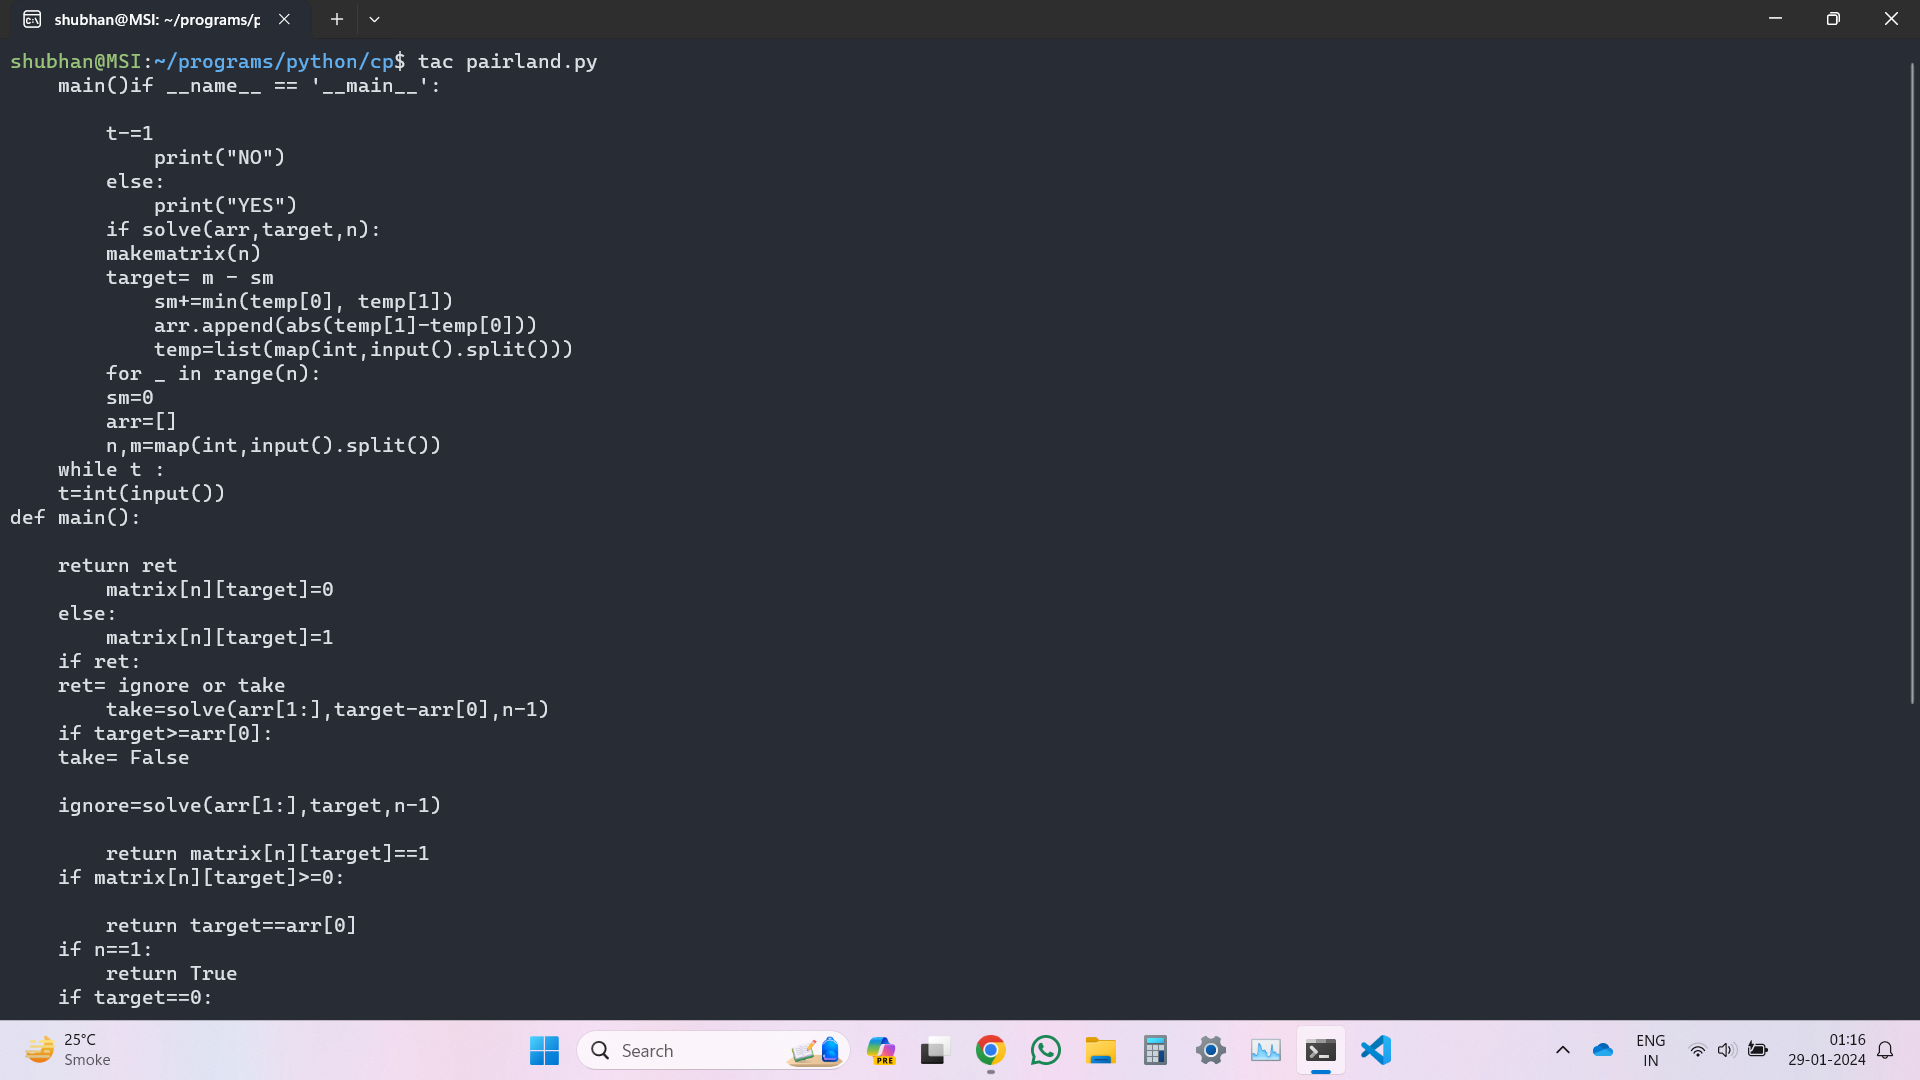 shubhan@MSI: ~/programs/p
shubhan@MSI:~/programs/python/cp$ tac pairland.py
    main()if __name__ == '__main__':

        t-=1
            print("NO")
        else:
            print("YES")
        if solve(arr,target,n):
        makematrix(n)
        target= m - sm
            sm+=min(temp[0], temp[1])
            arr.append(abs(temp[1]-temp[0]))
            temp=list(map(int,input().split()))
        for _ in range(n):
        sm=0
        arr=[]
        n,m=map(int,input().split())
    while t :
    t=int(input())
def main():

    return ret
        matrix[n][target]=0
    else:
        matrix[n][target]=1
    if ret:
    ret= ignore or take
        take=solve(arr[1:],target-arr[0],n-1)
    if target>=arr[0]:
    take= False

    ignore=solve(arr[1:],target,n-1)

        return matrix[n][target]==1
    if matrix[n][target]>=0:

        return target==arr[0]
    if n==1:
        return True
    if target==0:
25°C
Smoke
Search
PRE
ENG
IN
01:16
29-01-2024